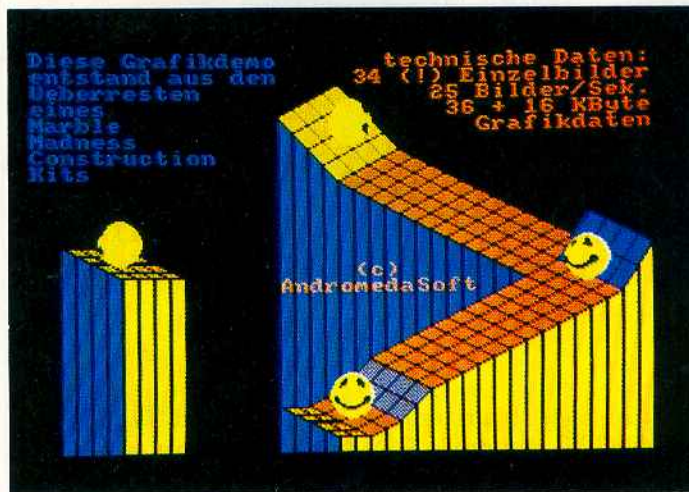 Diese Grafikdemo
entstand aus den
Ueberresten
eines
Marble
Madness
Construction
Kits
technische Daten:
34 (!) Einzelbilder
25 Bilder/Sek.
36 + 16 KByte
Grafikdaten
(c)
AndromedaSoft